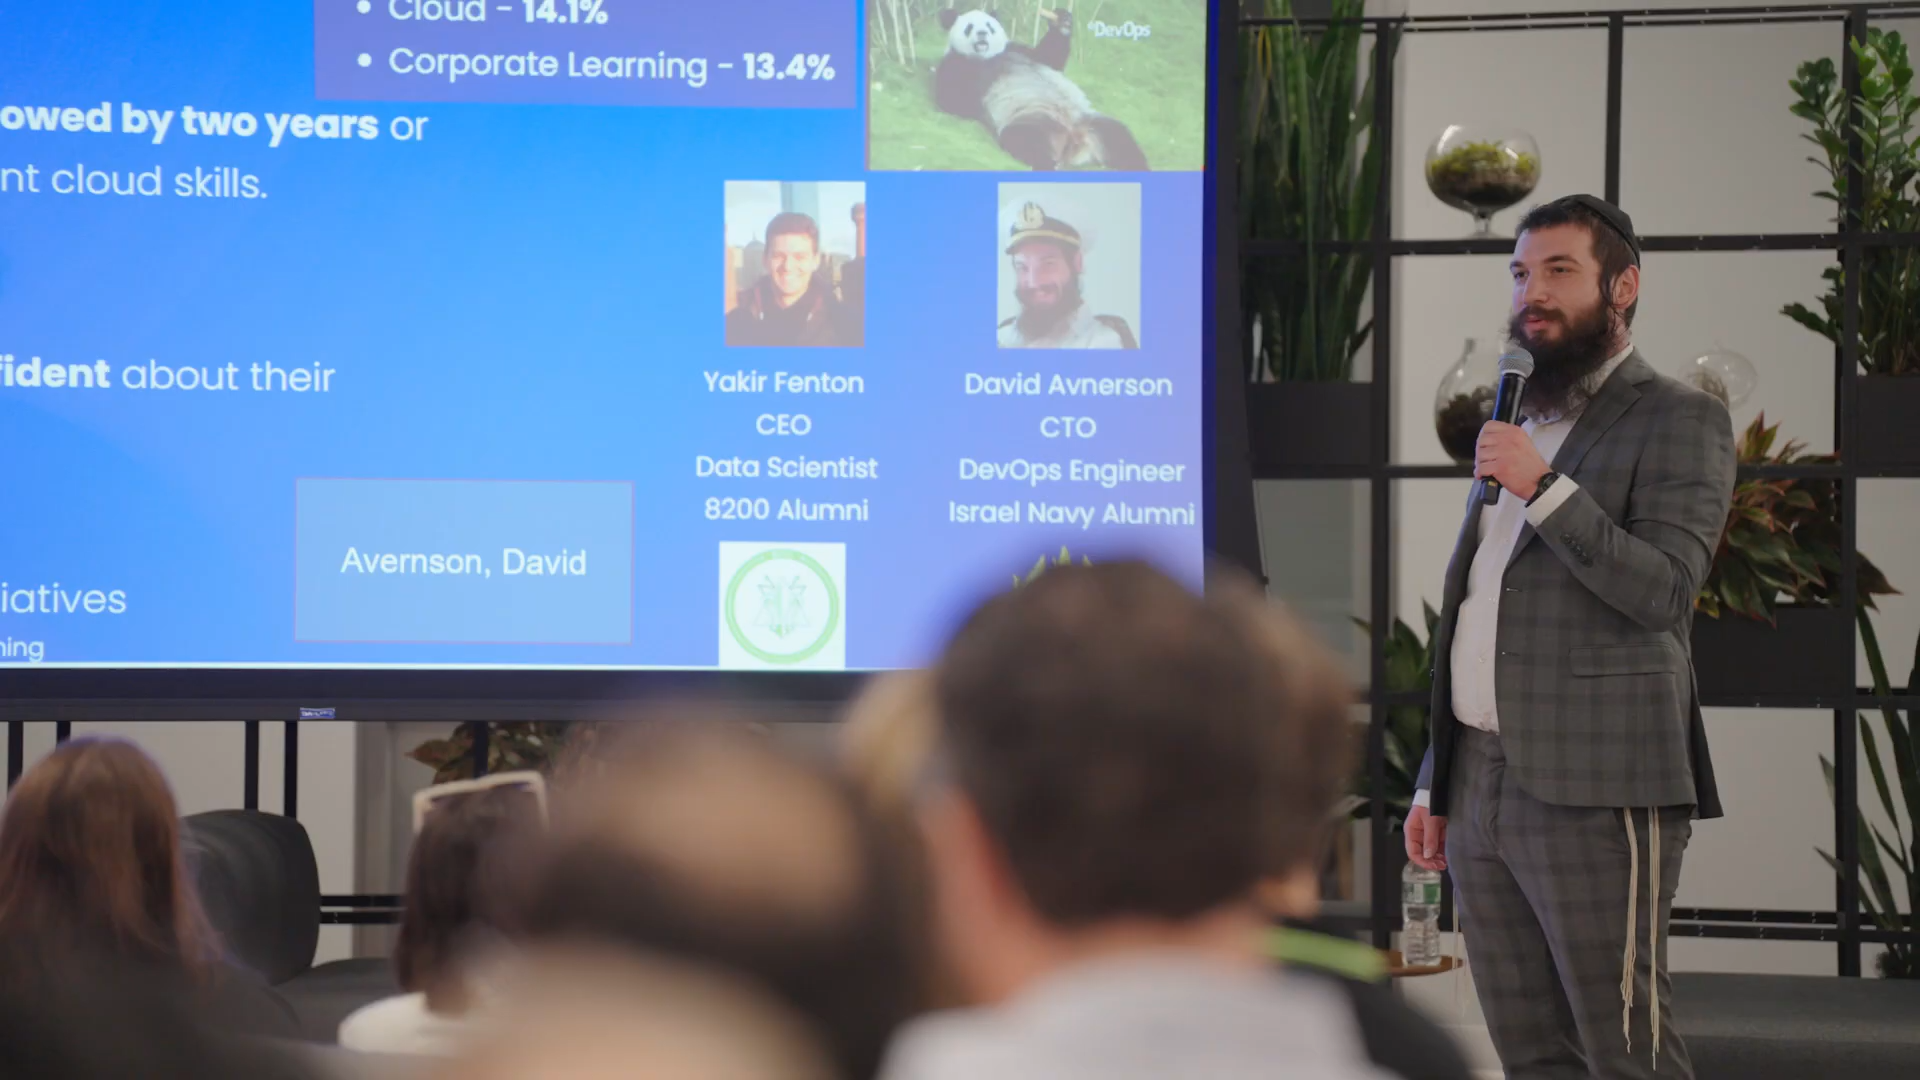 Cloud - 14.1%
Corporate Learning - 13.4%
DevOps
owed by two years or
nt cloud skills.
fident about their
Yakir Fenton
CEO
Data Scientist
8200 Alumni
David Avnerson
CTO
DevOps Engineer
Israel Navy Alumni
Avernson, David
iatives
ning